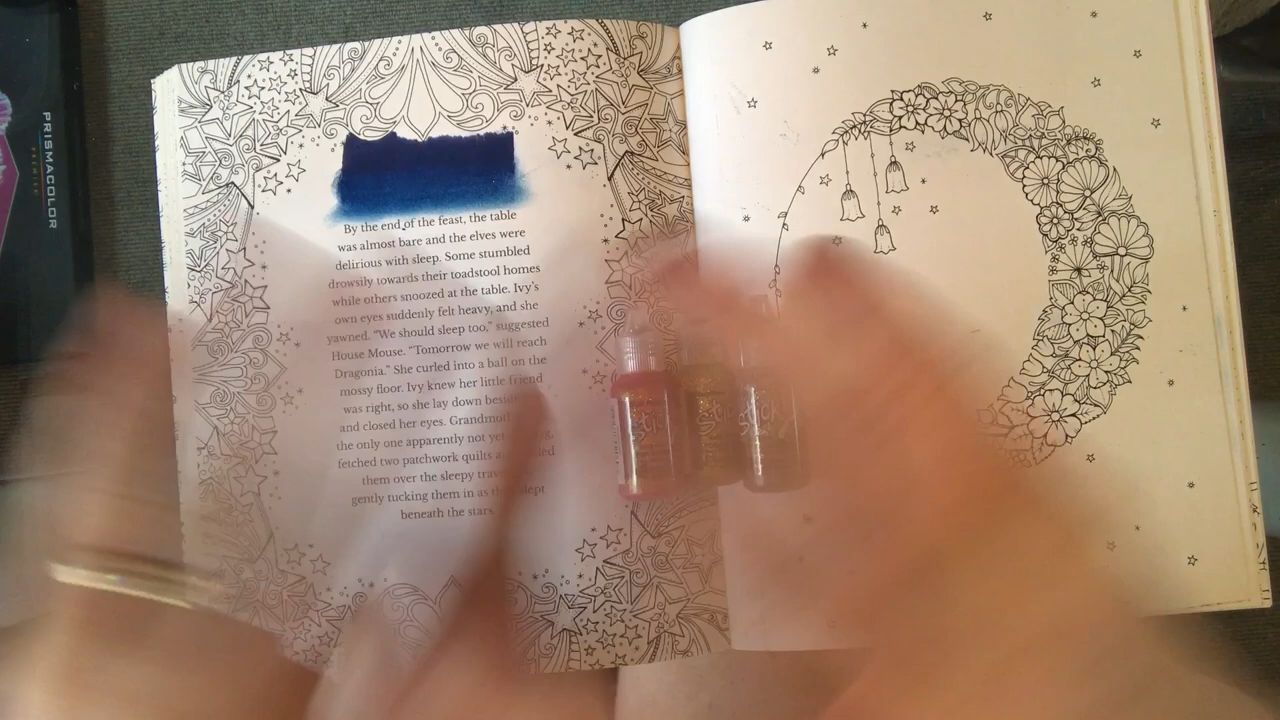 PRISMACOLOR
PREMIER
By the end of the feast, the table
was almost bare and the elves were
delirious with sleep. Some stumbled
drowsily towards their toadstool homes
while others snoozed at the table. Ivy's
own eyes suddenly felt heavy, and she
yawned. "We should sleep too," suggested
House Mouse. "Tomorrow we will reach
Dragonia." She curled into a ball on the
mossy floor. Ivy knew her little friend
was right, so she lay down
and closed her eyes.
the only one apparently not
fetched two patchwork quilts
them over the sleepy
gently tucking them in as
beneath the stars.
Stickles